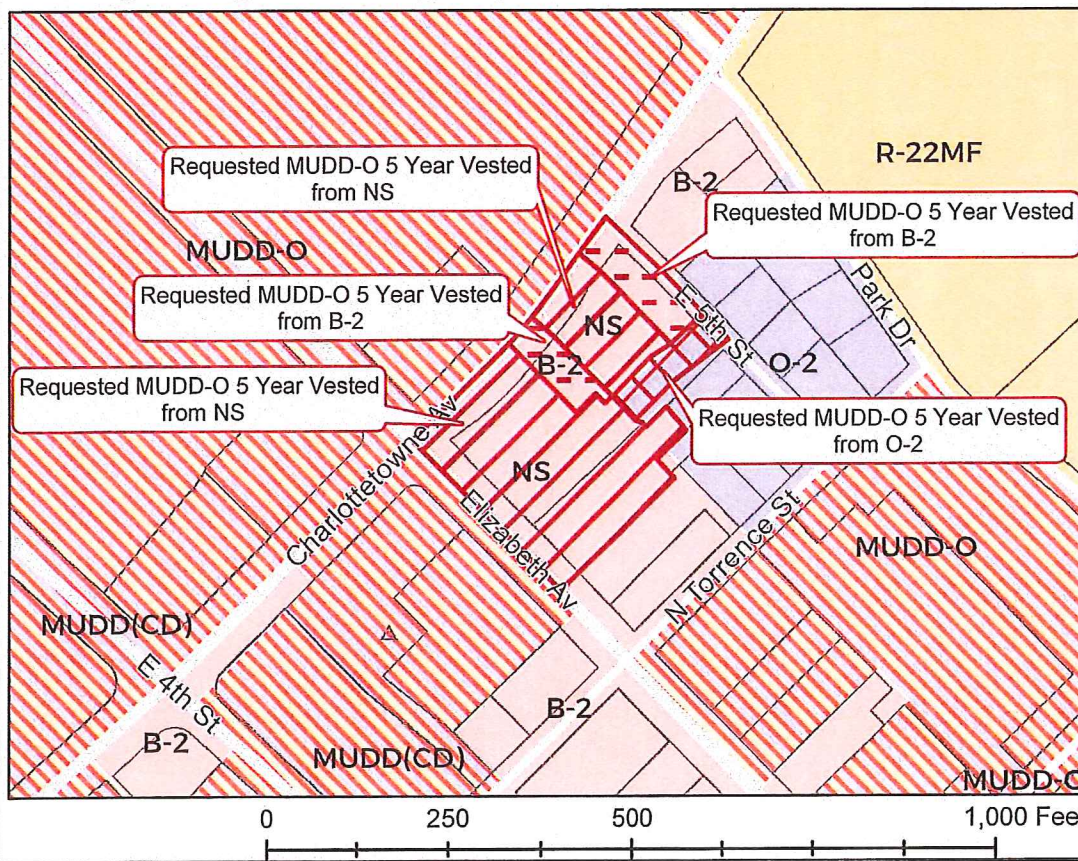 R-22MF
Requested MUDD-O 5 Year Vested
from NS
B-2
Requested MUDD-O 5 Year Vested
from B-2
MUDD-O
Park Dr
Requested MUDD-O 5 Year Vested
from B-2
E 5th St
NS
O-2
B-2
Requested MUDD-O 5 Year Vested
from NS
Requested MUDD-O 5 Year Vested
from O-2
Charlottetowne Av
NS
Elizabeth Av
N Torrence St
MUDD-O
MUDD(CD)
E 4th St
B-2
B-2
MUDD(CD)
MUDD-O
0 250 500 1,000 Fee